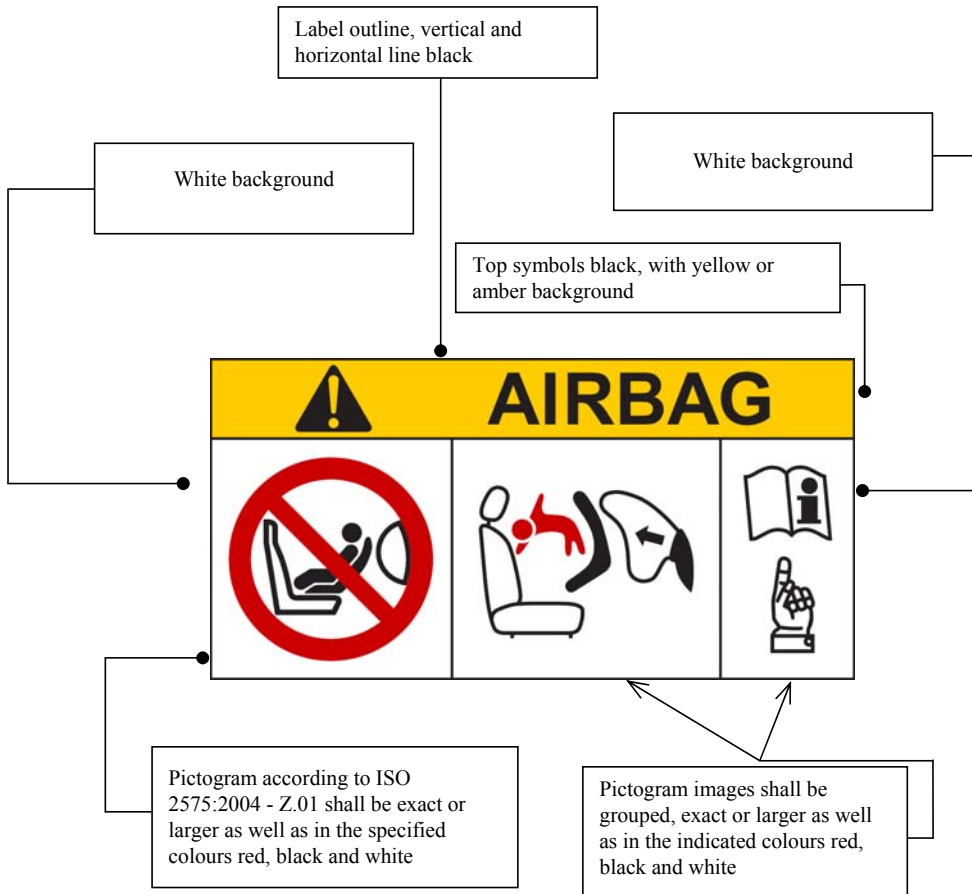 Label outline, vertical and
horizontal line black
White background
White background
Top symbols black, with yellow or
amber background
AIRBAG
Pictogram according to ISO
2575:2004 - Z.01 shall be exact or
larger as well as in the specified
colours red, black and white
Pictogram images shall be
grouped, exact or larger as well
as in the indicated colours red,
black and white